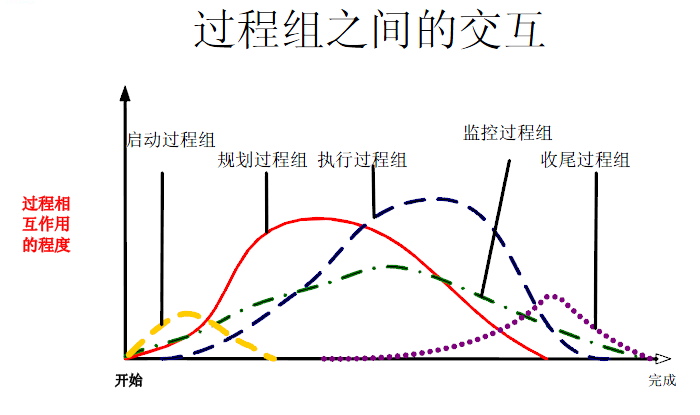 过程组之间的交互
启动过程组
规划过程组
执行过程组
监控过程组
收尾过程组
过程相
互作用
的程度
开始
完成